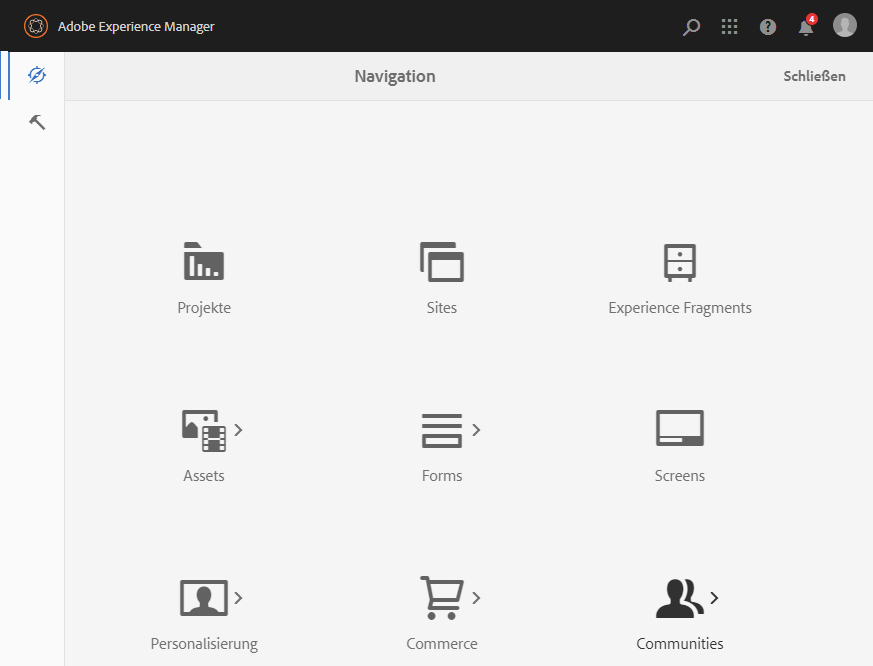 Adobe Experience Manager
4
Navigation
Schließen
Projekte
Sites
Experience Fragments
Assets
Forms
Screens
Personalisierung
Commerce
Communities